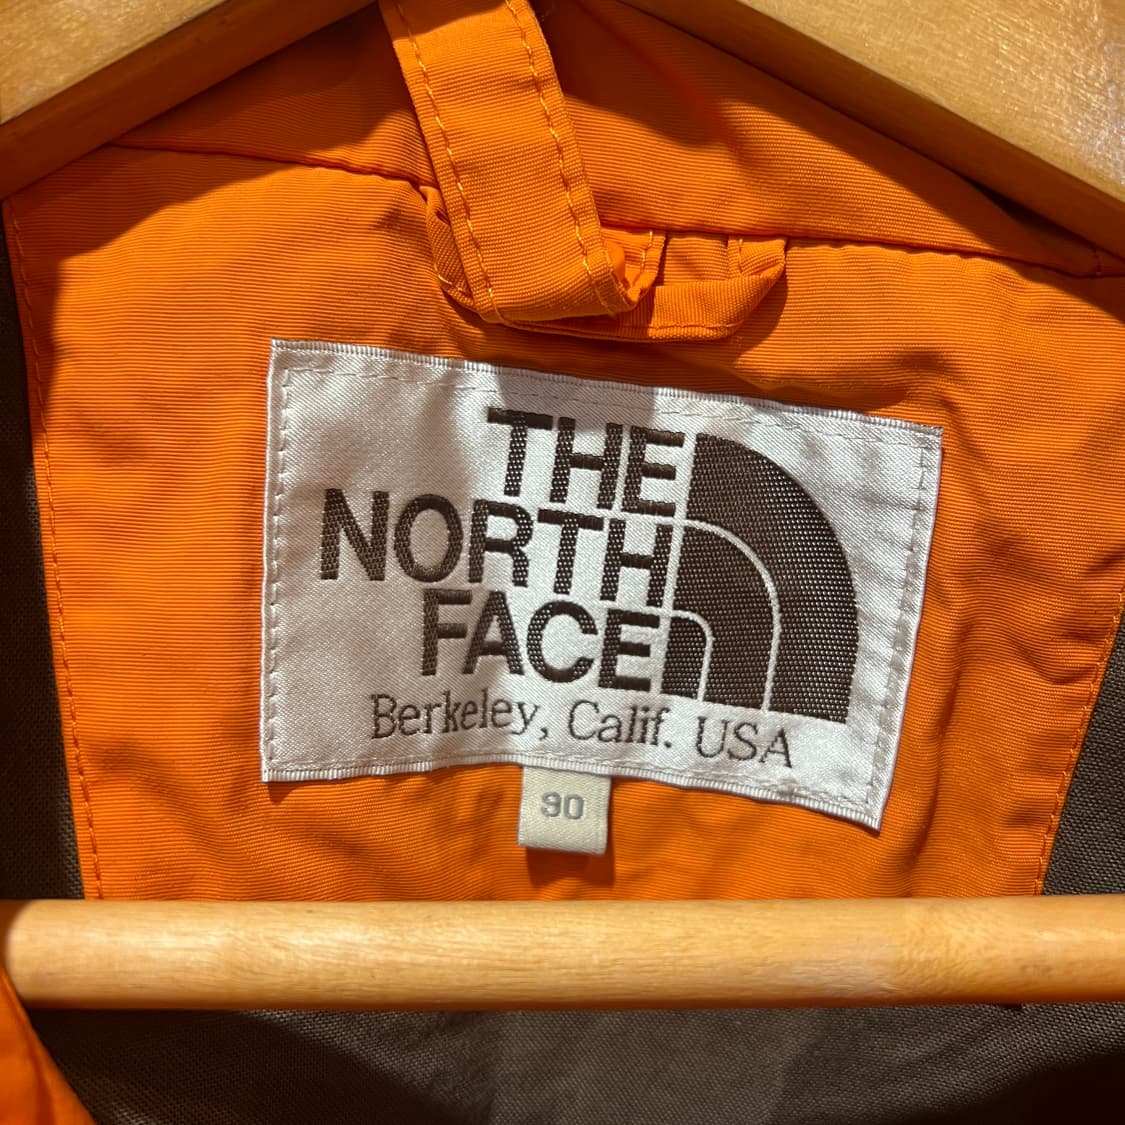 THE
NORTH
FACE
Berkeley, Calif. USA
90